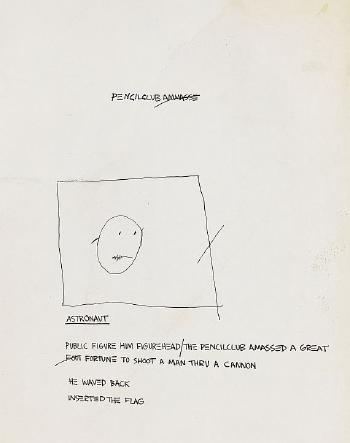 PENCILCLUB AMMASSE
ASTRONAUT
PUBLIC FIGURE HIM FIGUREHEAD/THE PENCILCLUB AMASSED A GREAT
FORT FORTUNE TO SHOOT A MAN THRU A CANNON
HE WAVED BACK
INSERTED THE FLAG